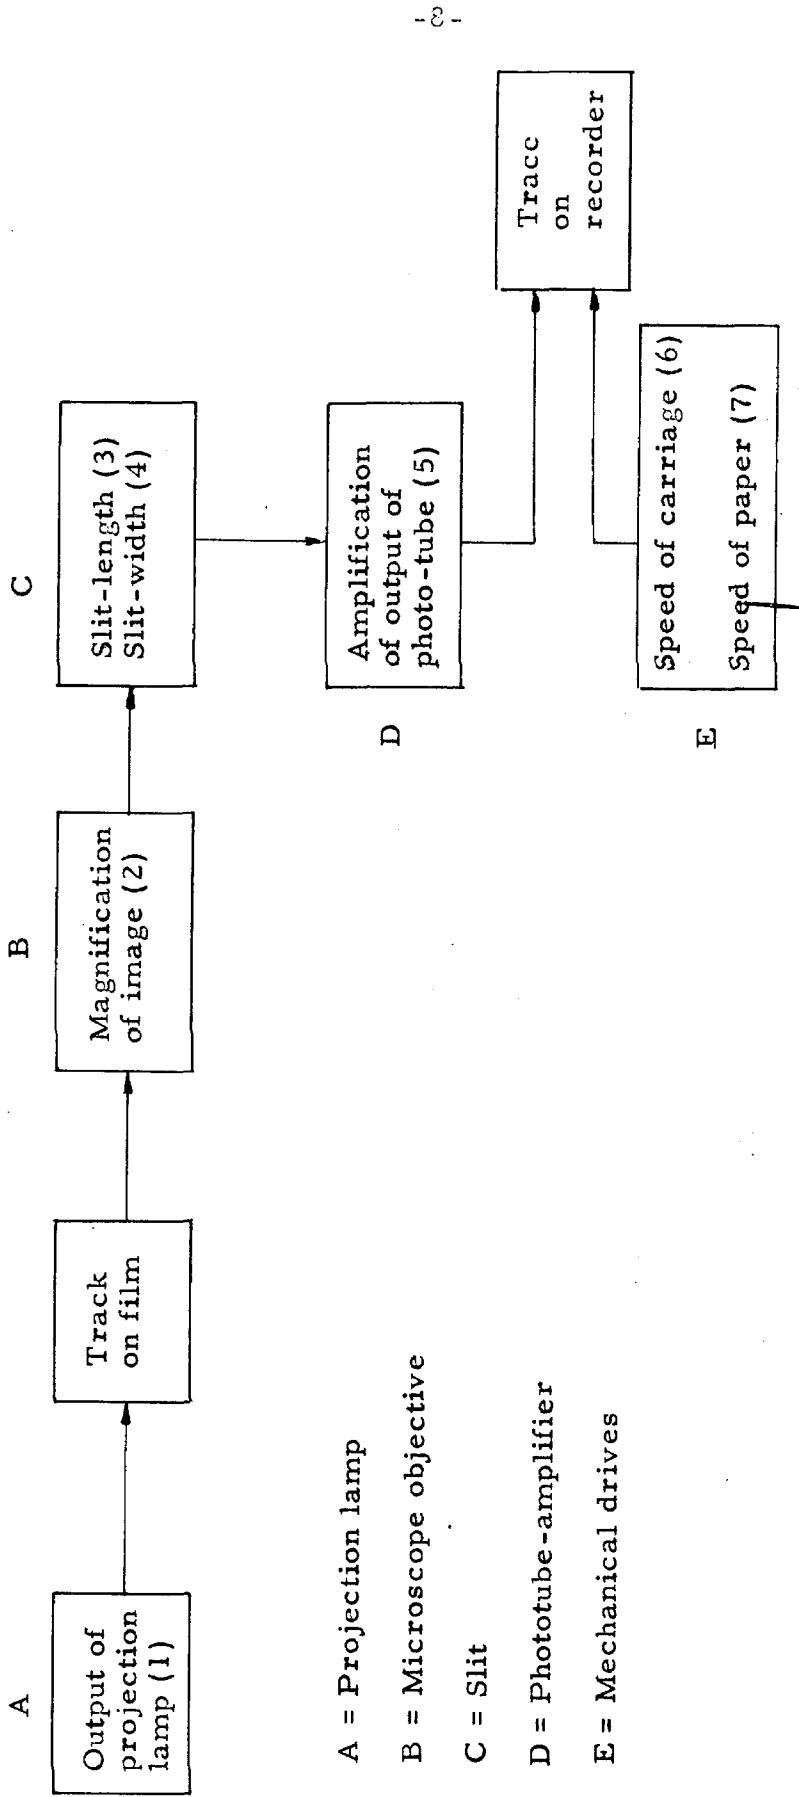 -8-
A
Output of
projection
lamp (1)
Track
on film
B
Magnification
of image (2)
C
Slit-length (3)
Slit-width (4)
D
Amplification
of output of
photo-tube (5)
E
Speed of carriage (6)
Speed of paper (7)
Trace
on
recorder
A = Projection lamp
B = Microscope objective
C = Slit
D = Phototube-amplifier
E = Mechanical drives